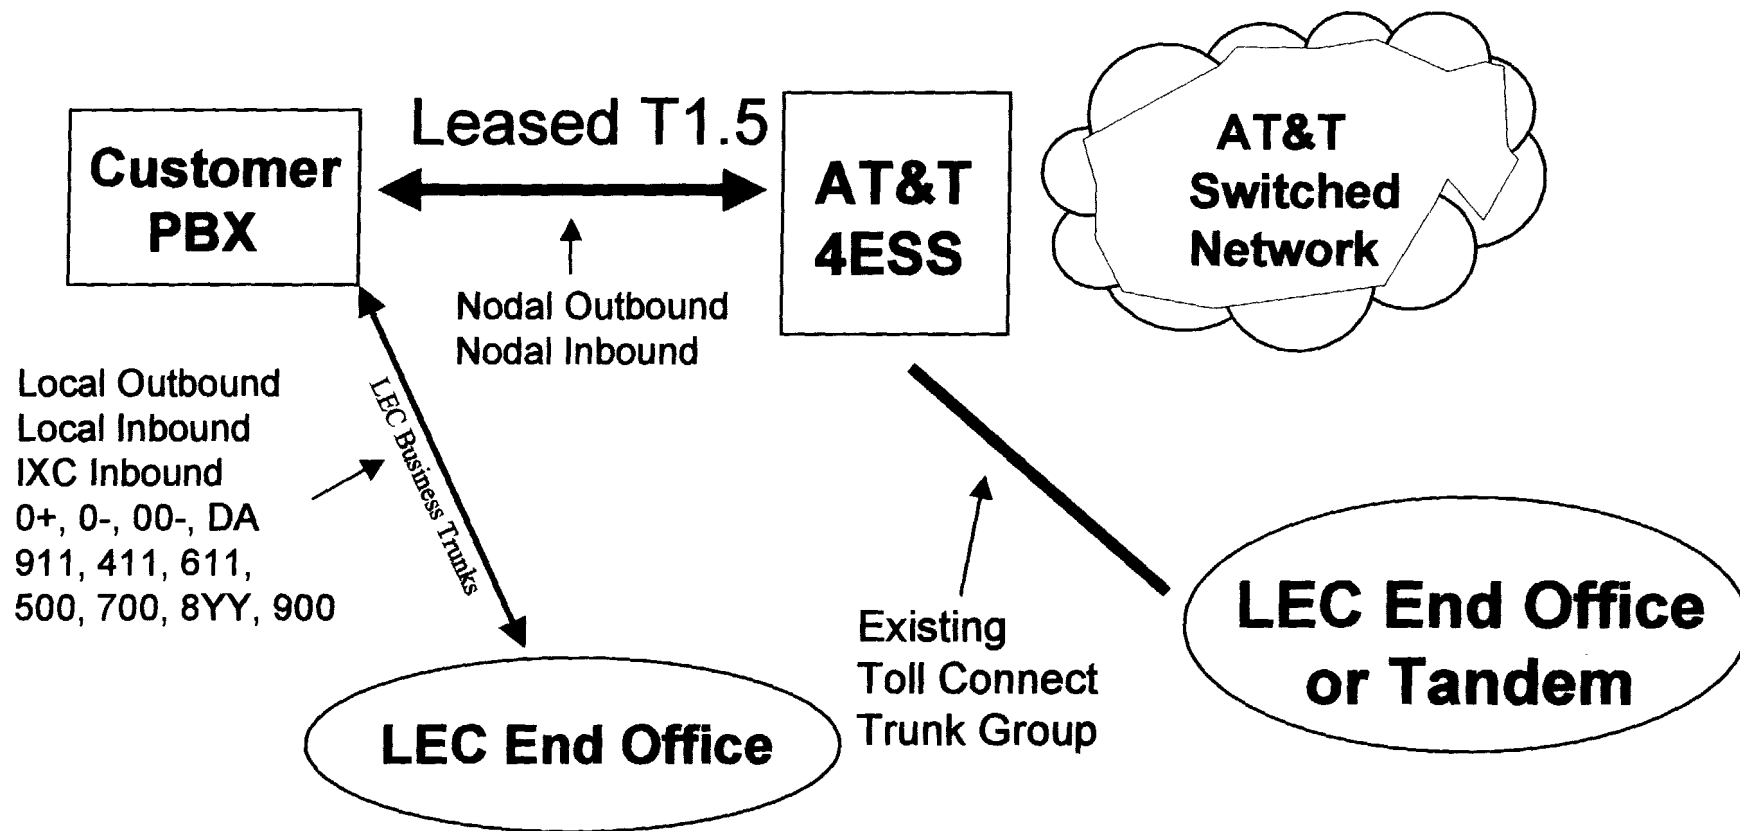 Customer
PBX
Leased T1.5
AT&T
4ESS
AT&T
Switched
Network
Nodal Outbound
Nodal Inbound
Local Outbound
Local Inbound
IXC Inbound
0+, 0-, 00-, DA
911, 411, 611,
500, 700, 8YY, 900
LEC Business Trunks
Existing
Toll Connect
Trunk Group
LEC End Office
or Tandem
LEC End Office